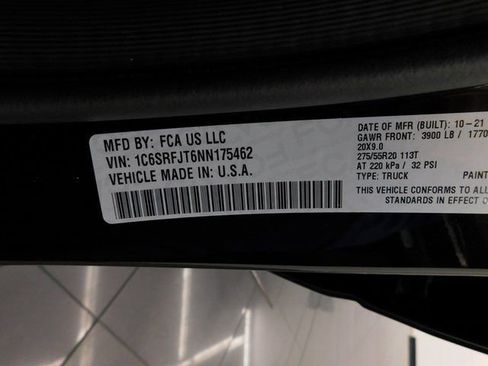 MFD BY: FCA US LLC
VIN: 1C6SRFJT6NN175462
VEHICLE MADE IN: U.S.A.
DATE OF MFR (BUILT): 10-21
GAWR FRONT: 3900 LB / 1770
20X9.0
275/55R20 113T
AT 220 kPa / 32 PSI
TYPE: TRUCK PAINT
THIS VEHICLE CONFORMS TO ALL
STANDARDS IN EFFECT O